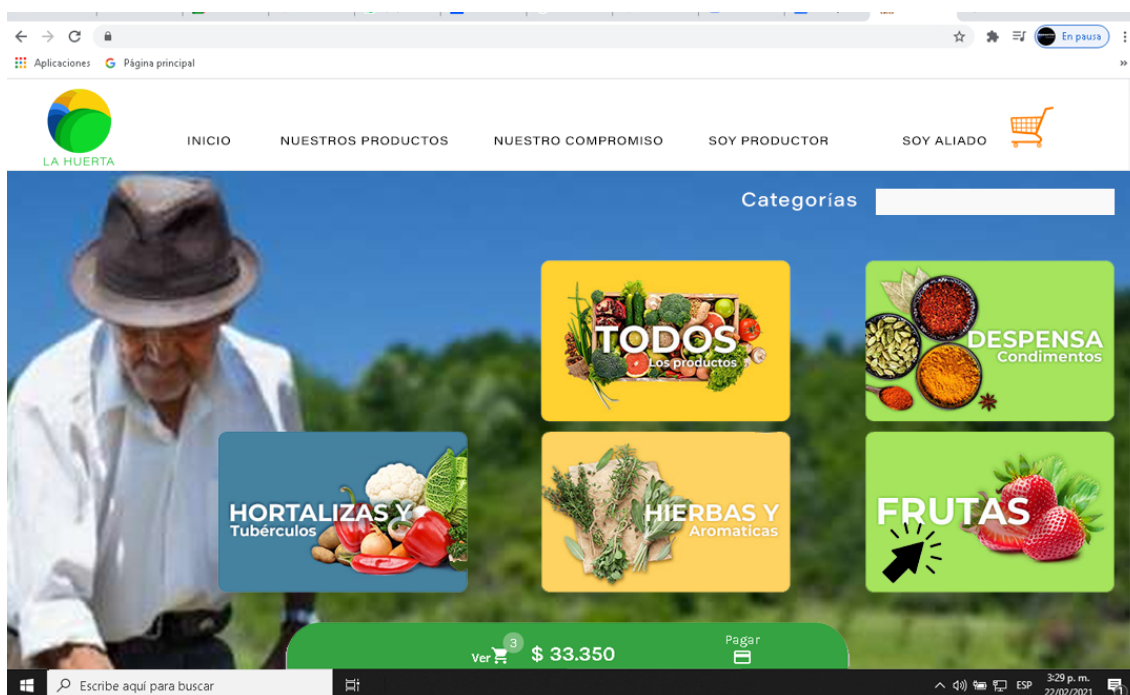 En pausa
Aplicaciones
Página principal
»
LA HUERTA
INICIO
NUESTROS PRODUCTOS
NUESTRO COMPROMISO
SOY PRODUCTOR
SOY ALIADO
Categorías
TODOS
Los productos
DESPENSA
Condimentos
HORTALIZAS Y
Tubérculos
HIERBAS Y
Aromaticas
FRUTAS
Ver 3 $ 33.350
Pagar
Escribe aquí para buscar
ESP
3:29 p. m.
22/02/2021